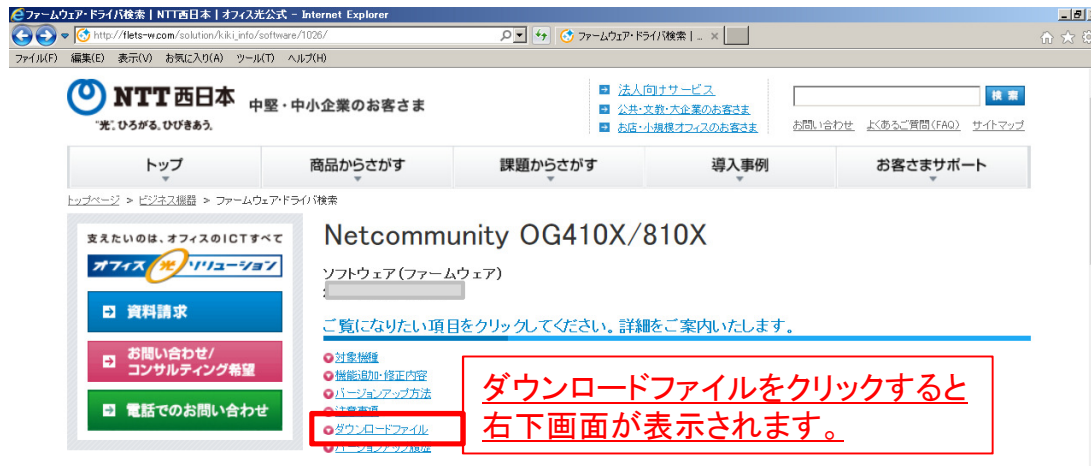 ファームウェア・ドライバ検索 | NTT西日本 | オフィス光公式 - Internet Explorer
http://flets-w.com/solution/kiki_info/software/1026/
ファームウェア・ドライバ検索 | ... ×
ファイル(F) 編集(E) 表示(V) お気に入り(A) ツール(T) ヘルプ(H)
NTT西日本 中堅・中小企業のお客さま
"光"、ひろがる。ひびきあう。
法人向けサービス
公共・文教・大企業のお客さま
お店・小規模オフィスのお客さま
検索
お問い合わせ よくあるご質問(FAQ) サイトマップ
トップ 商品からさがす 課題からさがす 導入事例 お客さまサポート
トップページ > ビジネス機器 > ファームウェア・ドライバ検索
支えたいのは、オフィスのICTすべて
オフィス光ソリューション
資料請求
お問い合わせ/
コンサルティング希望
電話でのお問い合わせ
Netcommunity OG410X/810X
ソフトウェア(ファームウェア)
ご覧になりたい項目をクリックしてください。詳細をご案内いたします。
対象機種
機能追加・修正内容
バージョンアップ方法
注意事項
ダウンロードファイル
バージョンアップ履歴
ダウンロードファイルをクリックすると
右下画面が表示されます。